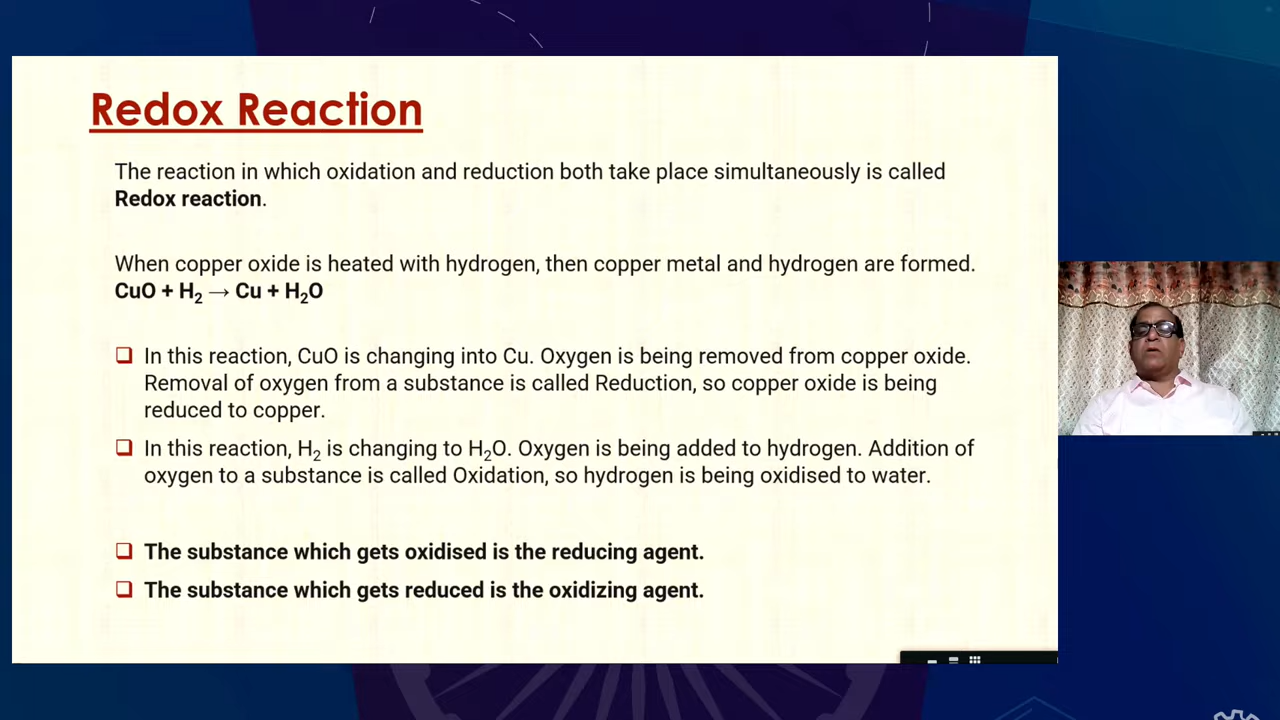 Redox Reaction
The reaction in which oxidation and reduction both take place simultaneously is called
Redox reaction.
When copper oxide is heated with hydrogen, then copper metal and hydrogen are formed.
CuO + H₂ → Cu + H₂O
❑ In this reaction, CuO is changing into Cu. Oxygen is being removed from copper oxide.
Removal of oxygen from a substance is called Reduction, so copper oxide is being
reduced to copper.
❑ In this reaction, H₂ is changing to H₂O. Oxygen is being added to hydrogen. Addition of
oxygen to a substance is called Oxidation, so hydrogen is being oxidised to water.
❑ The substance which gets oxidised is the reducing agent.
❑ The substance which gets reduced is the oxidizing agent.